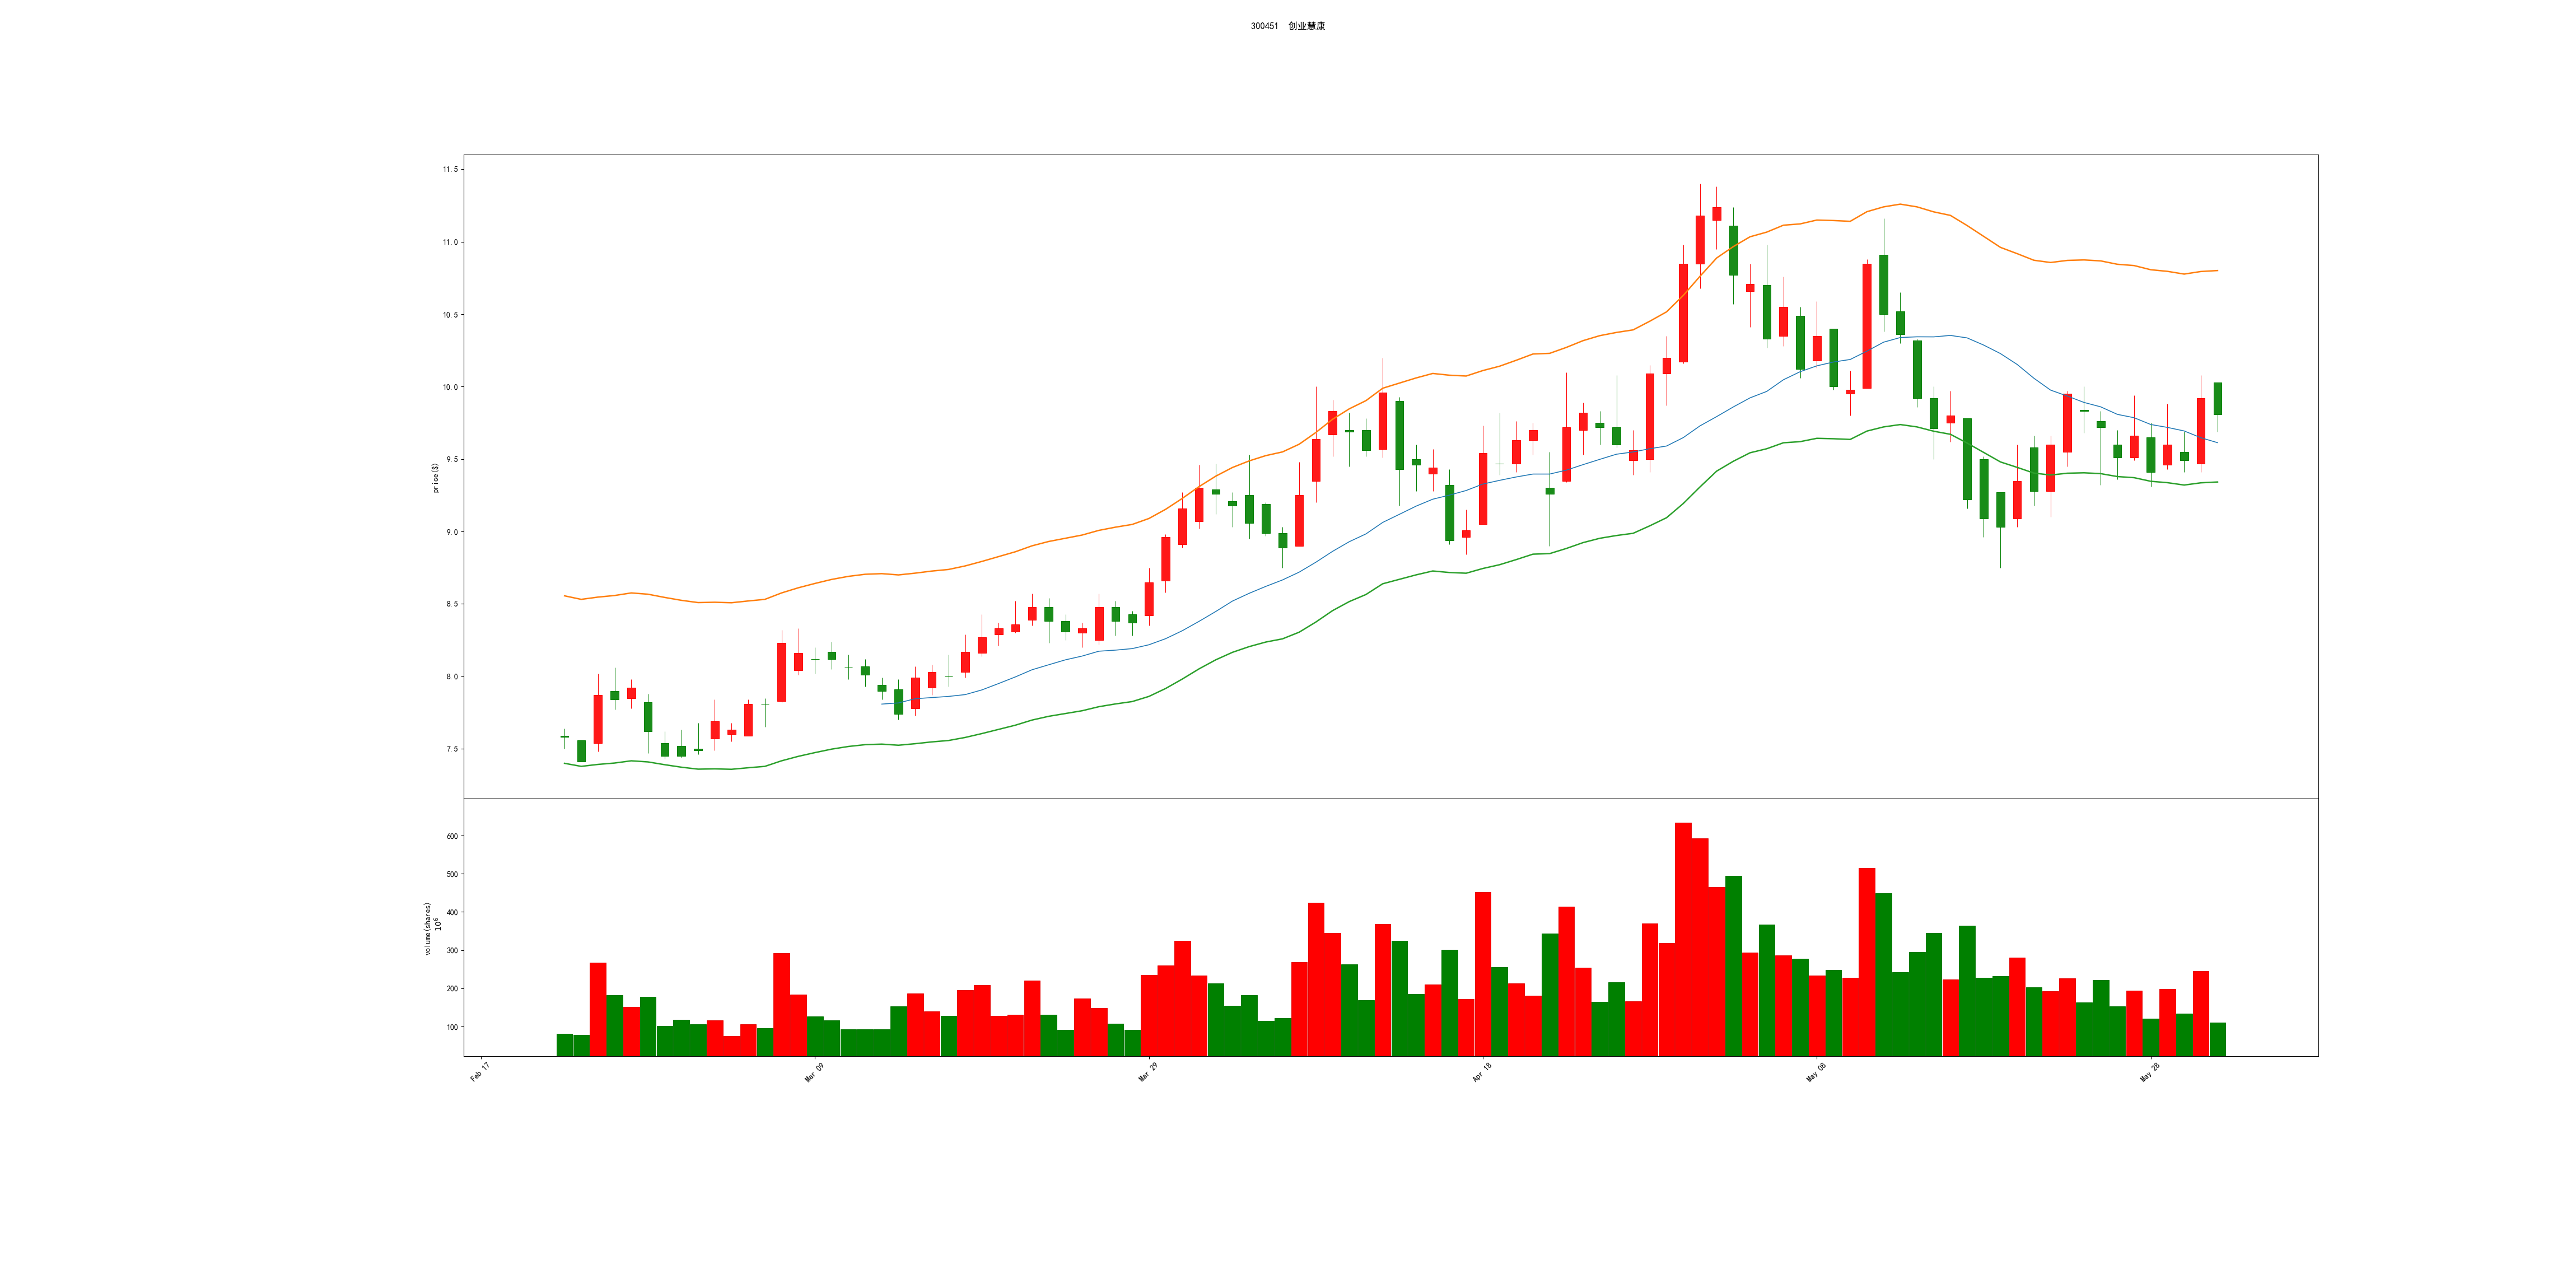 300451 创业慧康
price($)
11.5
11.0
10.5
10.0
9.5
9.0
8.5
8.0
7.5
volume(shares)
10^6
600
500
400
300
200
100
Feb 17
Mar 09
Mar 29
Apr 18
May 08
May 28